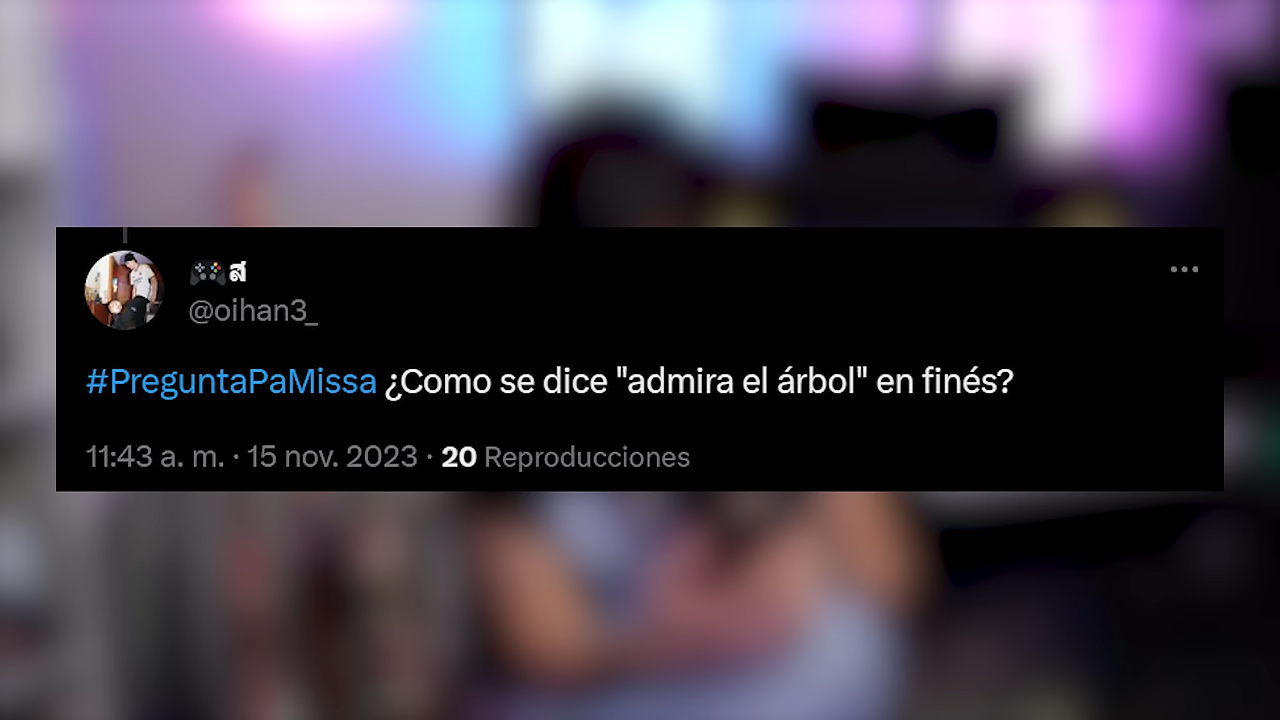 🎮ส้
@oihan3_
#PreguntaPaMissa ¿Como se dice "admira el árbol" en finés?
11:43 a. m. · 15 nov. 2023 · 20 Reproducciones